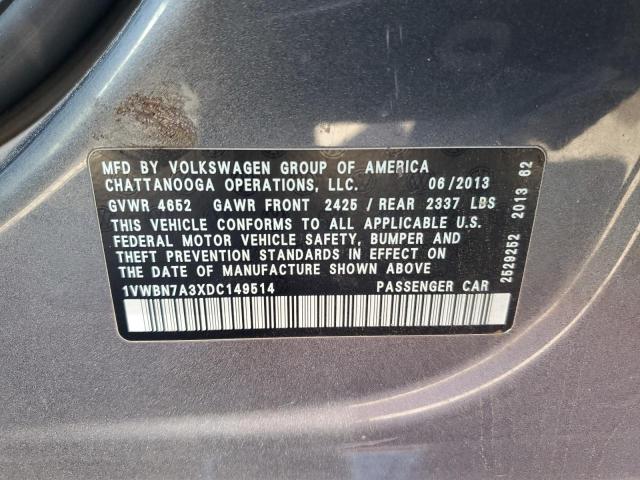 MFD BY VOLKSWAGEN GROUP OF AMERICA
CHATTANOOGA OPERATIONS, LLC. 06/2013
GVWR 4652 GAWR FRONT 2425 / REAR 2337 LBS
THIS VEHICLE CONFORMS TO ALL APPLICABLE U.S.
FEDERAL MOTOR VEHICLE SAFETY, BUMPER AND
THEFT PREVENTION STANDARDS IN EFFECT ON
THE DATE OF MANUFACTURE SHOWN ABOVE
1VWBN7A3XDC149514 PASSENGER CAR
2529252 2013 62